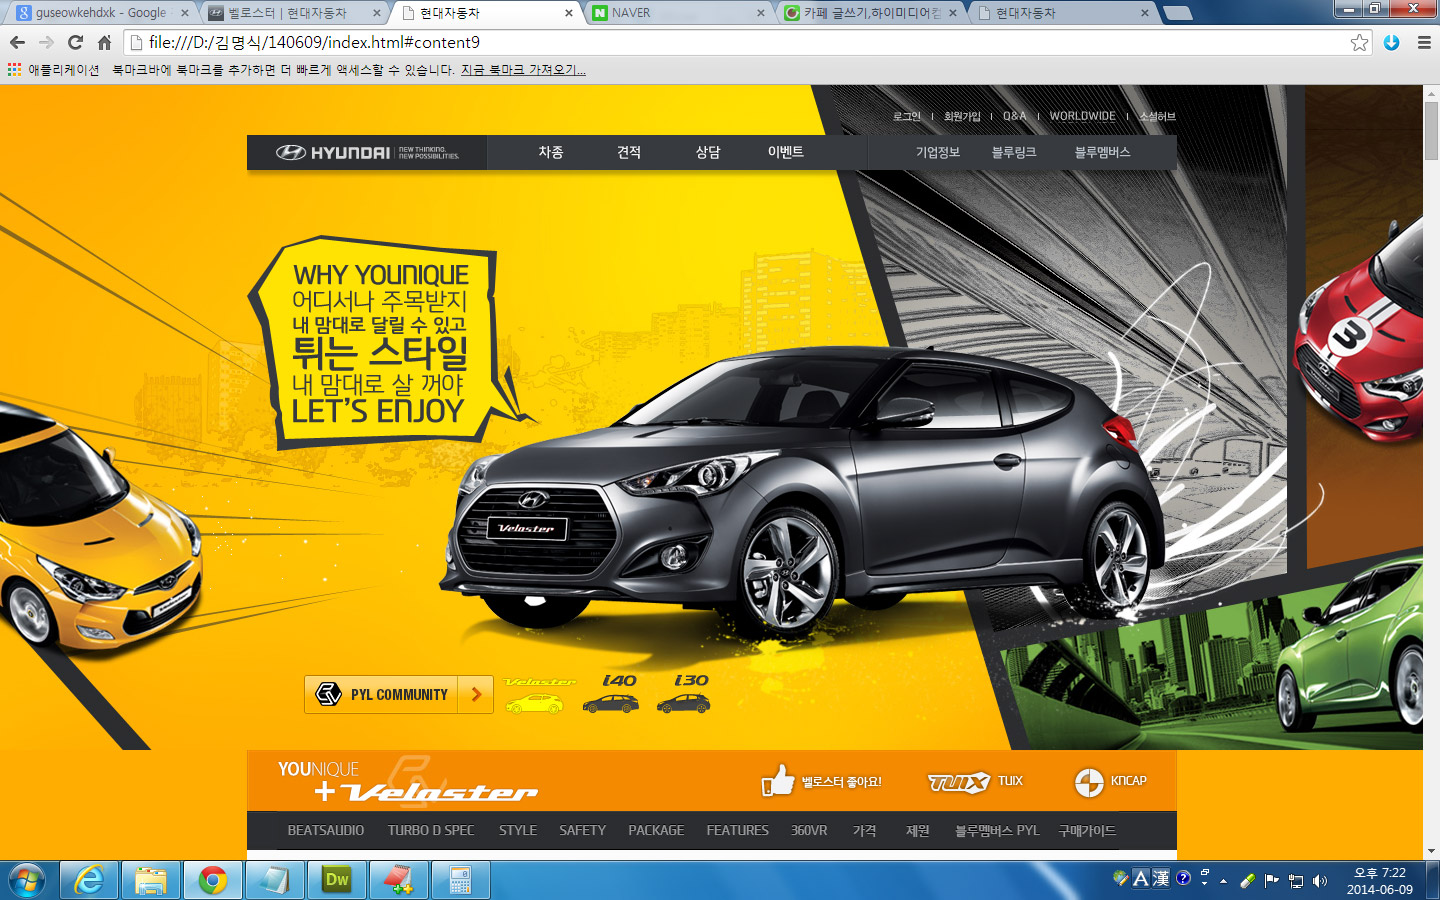 guseowkehdxk - Google
벨로스터 | 현대자동차
현대자동차
NAVER
카페 글쓰기,하이미디어컴
현대자동차
file:///D:/김명식/140609/index.html#content9
애플리케이션 북마크바에 북마크를 추가하면 더 빠르게 액세스할 수 있습니다. 지금 북마크 가져오기...
로그인 | 회원가입 | Q&A | WORLDWIDE | 소셜허브
HYUNDAI | NEW THINKING. NEW POSSIBILITIES.
차종 견적 상담 이벤트 기업정보 블루링크 블루멤버스
WHY YOUNIQUE
어디서나 주목받지
내 맘대로 달릴 수 있고
튀는 스타일
내 맘대로 살 꺼야
LET'S ENJOY
3
Veloster
PYL COMMUNITY
Veloster i40 i30
YOUNIQUE
+Veloster
벨로스터 좋아요! TUIX TUIX KNCAP
BEATSAUDIO TURBO D SPEC STYLE SAFETY PACKAGE FEATURES 360VR 가격 제원 블루멤버스 PYL 구매가이드
Dw
A 漢 ?
오후 7:22
2014-06-09